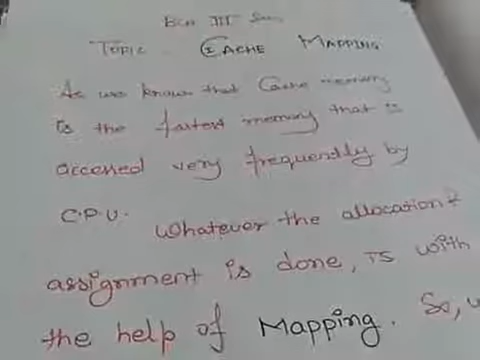 BCA III Sem
TOPIC CACHE MAPPING
As we know that Cache memory
is the fastest memory that is
accessed very frequently by
C.P.U. Whatever the allocation &
assignment is done, is with
the help of Mapping. So,